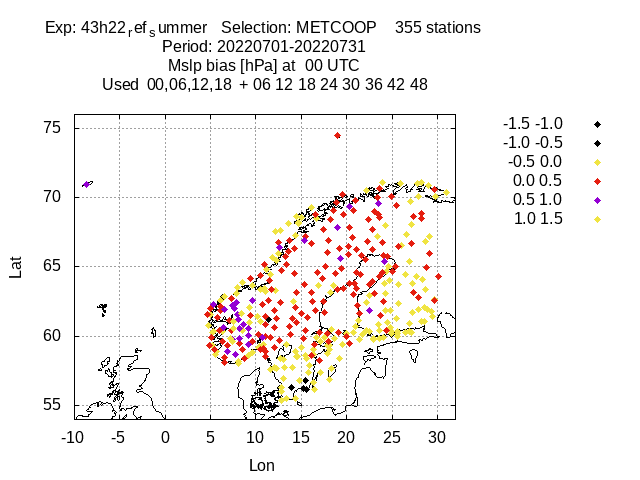 Exp: 43h22refsummer Selection: METCOOP 355 stations
Period: 20220701-20220731
Mslp bias [hPa] at 00 UTC
Used 00,06,12,18 + 06 12 18 24 30 36 42 48
-1.5 -1.0
-1.0 -0.5
-0.5 0.0
0.0 0.5
0.5 1.0
1.0 1.5
75
70
65
60
55
Lat
-10 -5 0 5 10 15 20 25 30
Lon